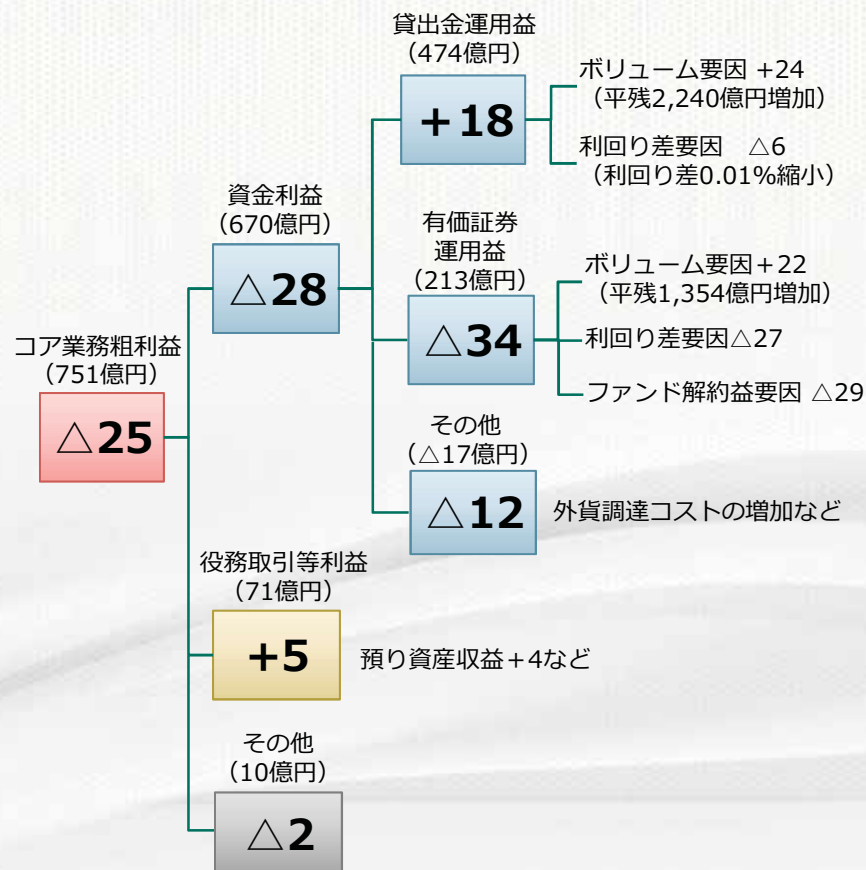 貸出金運用益
(474億円)
+18
ボリューム要因 +24
(平残2,240億円増加)
利回り差要因　△6
(利回り差0.01%縮小)
資金利益
(670億円)
△28
有価証券
運用益
(213億円)
△34
ボリューム要因+22
(平残1,354億円増加)
利回り差要因△27
ファンド解約益要因 △29
コア業務粗利益
(751億円)
△25
その他
(△17億円)
△12
外貨調達コストの増加など
役務取引等利益
(71億円)
+5
預り資産収益+4など
その他
(10億円)
△2